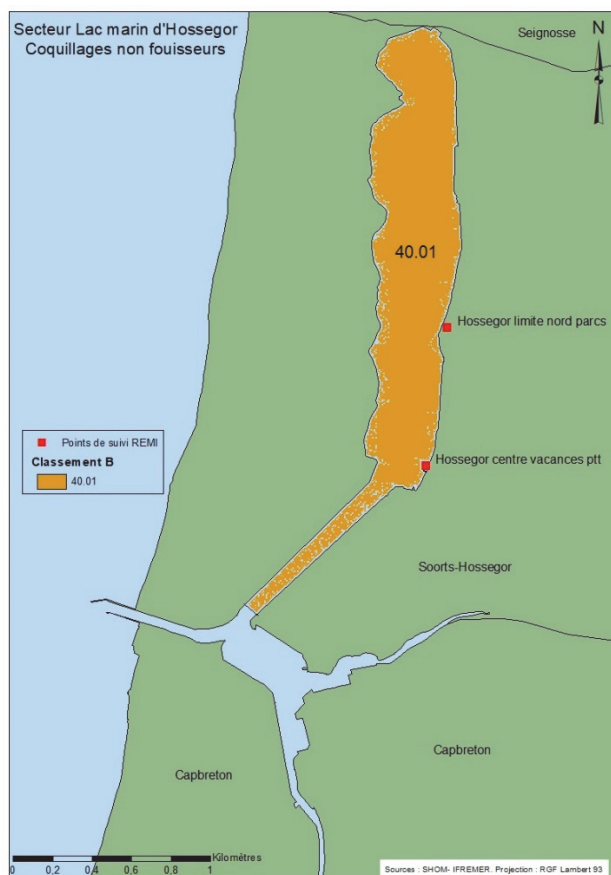 Secteur Lac marin d'Hossegor
Coquillages non fouisseurs
Seignosse
N
40.01
Hossegor limite nord parcs
Points de suivi REMI
Classement B
40.01
Hossegor centre vacances ptt
Soorts-Hossegor
Capbreton
Capbreton
Kilomètres
0 0,2 0,4 0,6 0,8 1
Sources : SHOM- IFREMER. Projection : RGF Lambert 93